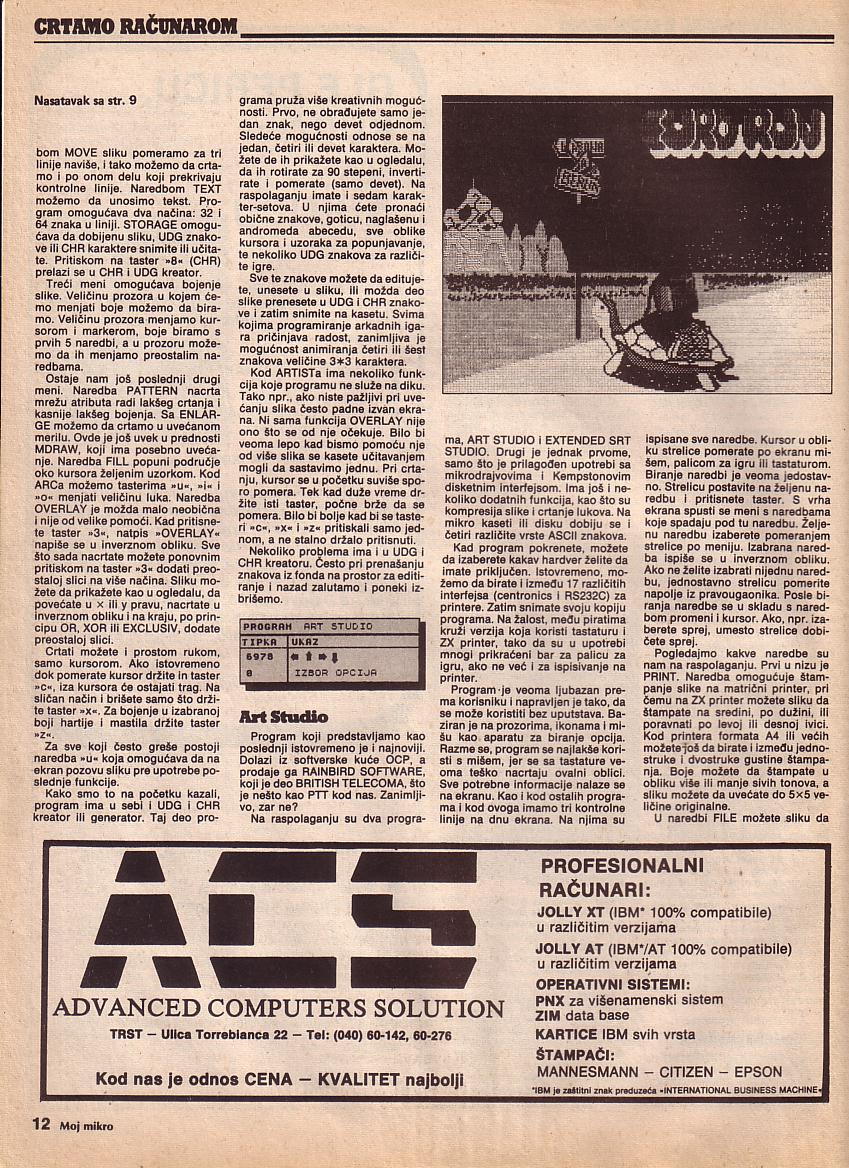 CRTAMO RAČUNAROM
Nasatavak sa str. 9
bom MOVE sliku pomeramo za tri
linije naviše, i tako možemo da crta-
mo i po onom delu koji prekrivaju
kontrolne linije. Naredbom TEXT
možemo da unosimo tekst. Pro-
gram omogućava dva načina: 32 i
64 znaka u liniji. STORAGE omogu-
ćava da dobijenu sliku, UDG znako-
ve ili CHR karaktere snimite ili učita-
te. Pritiskom na taster »8« (CHR)
prelazi se u CHR i UDG kreator.
Treći meni omogućava bojenje
slike. Veličinu prozora u kojem će-
mo menjati boje možemo da bira-
mo. Veličinu prozora menjamo kur-
sorom i markerom, boje biramo s
prvih 5 naredbi, a u prozoru može-
mo da ih menjamo preostalim na-
redbama.
Ostaje nam još poslednji drugi
meni. Naredba PATTERN nacrta
mrežu atributa radi lakšeg crtanja i
kasnije lakšeg bojenja. Sa ENLAR-
GE možemo da crtamo u uvećanom
merilu. Ovde je još uvek u prednosti
MDRAW, koji ima posebno uveća-
nje. Naredba FILL popuni područje
oko kursora željenim uzorkom. Kod
ARCa možemo tasterima »u«, »i« i
»o« menjati veličinu luka. Naredba
OVERLAY je možda malo neobična
i nije od velike pomoći. Kad pritisne-
te taster »3«, natpis »OVERLAY«
napiše se u inverznom obliku. Sve
što sada nacrtate možete ponovnim
pritiskom na taster »3« dodati preo-
staloj slici na više načina. Sliku mo-
žete da prikažete kao u ogledalu, da
povećate u × ili y pravu, nacrtate u
inverznom obliku i na kraju, po prin-
cipu OR, XOR ili EXCLUSIV, dodate
preostaloj slici.
Crtati možete i prostom rukom,
samo kursorom. Ako istovremeno
dok pomerate kursor držite in taster
»c«, iza kursora će ostajati trag. Na
sličan način i brišete samo što drži-
te taster »x«. Za bojenje u izabranoj
boji hartije i mastila držite taster
»z«.
Za sve koji često greše postoji
naredba »u« koja omogućava da na
ekran pozovu sliku pre upotrebe po-
slednje funkcije.
Kako smo to na početku kazali,
program ima u sebi i UDG i CHR
kreator ili generator. Taj deo pro-
grama pruža više kreativnih moguć-
nosti. Prvo, ne obrađujete samo je-
dan znak, nego devet odjednom.
Sledeće mogućnosti odnose se na
jedan, četiri ili devet karaktera. Mo-
žete de ih prikažete kao u ogledalu,
da ih rotirate za 90 stepeni, inverti-
rate i pomerate (samo devet). Na
raspolaganju imate i sedam karak-
ter-setova. U njima ćete pronaći
obične znakove, goticu, naglašenu i
andromeda abecedu, sve oblike
kursora i uzoraka za popunjavanje,
te nekoliko UDG znakova za različi-
te igre.
Sve te znakove možete da edituje-
te, unesete u sliku, ili možda deo
slike prenesete u UDG i CHR znako-
ve i zatim snimite na kasetu. Svima
kojima programiranje arkadnih iga-
ra pričinjava radost, zanimljiva je
mogućnost animiranja četiri ili šest
znakova veličine 3∗3 karaktera.
Kod ARTISTa ima nekoliko funk-
cija koje programu ne služe na diku.
Tako npr., ako niste pažljivi pri uve-
ćanju slika često padne izvan ekra-
na. Ni sama funkcija OVERLAY nije
ono što se od nje očekuje. Bilo bi
veoma lepo kad bismo pomoću nje
od više slika se kasete učitavanjem
mogli da sastavimo jednu. Pri crta-
nju, kursor se u početku suviše spo-
ro pomera. Tek kad duže vreme dr-
žite isti taster, počne brže da se
pomera. Bilo bi bolje kad bi se taste-
ri »c«, »x« i »z« pritiskali samo jed-
nom, a ne stalno držalo pritisnuti.
Nekoliko problema ima i u UDG i
CHR kreatoru. Često pri prenašanju
znakova iz fonda na prostor za editi-
ranje i nazad zalutamo i poneki iz-
brišemo.
PROGRAM ART STUDIO
TIPKA UKAZ
6978 ⬅ ⬆ ➡ ⬇
0 IZBOR OPCIJA
Art Studio
Program koji predstavljamo kao
poslednji istovremeno je i najnoviji.
Dolazi iz softverske kuće OCP, a
prodaje ga RAINBIRD SOFTWARE,
koji je deo BRITISH TELECOMA, što
je nešto kao PTT kod nas. Zanimlji-
vo, zar ne?
Na raspolaganju su dva progra-
EUROTRON
ma, ART STUDIO i EXTENDED SRT
STUDIO. Drugi je jednak prvome,
samo što je prilagođen upotrebi sa
mikrodrajvovima i Kempstonovim
disketnim interfejsom. Ima još i ne-
koliko dodatnih funkcija, kao što su
kompresija slike i crtanje lukova. Na
mikro kaseti ili disku dobiju se i
četiri različite vrste ASCII znakova.
Kad program pokrenete, možete
da izaberete kakav hardver želite da
imate priključen. Istovremeno, mo-
žemo da birate i između 17 različitih
interfejsa (centronics i RS232C) za
printere. Zatim snimate svoju kopiju
programa. Na žalost, među piratima
kruži verzija koja koristi tastaturu i
ZX printer, tako da su u upotrebi
mnogi prikraćeni bar za palicu za
igru, ako ne već i za ispisivanje na
printer.
Program je veoma ljubazan pre-
ma korisniku i napravljen je tako, da
se može koristiti bez uputstava. Ba-
ziran je na prozorima, ikonama i mi-
šu kao aparatu za biranje opcija.
Razme se, program se najlakše kori-
sti s mišem, jer se sa tastature ve-
oma teško nacrtaju ovalni oblici.
Sve potrebne informacije nalaze se
na ekranu. Kao i kod ostalih progra-
ma i kod ovoga imamo tri kontrolne
linije na dnu ekrana. Na njima su
ispisane sve naredbe. Kursor u obli-
ku strelice pomerate po ekranu mi-
šem, palicom za igru ili tastaturom.
Biranje naredbi je veoma jedostav-
no. Strelicu postavite na željenu na-
redbu i pritisnete taster. S vrha
ekrana spusti se meni s naredbama
koje spadaju pod tu naredbu. Želje-
nu naredbu izaberete pomeranjem
strelice po meniju. Izabrana nared-
ba ispiše se u inverznom obliku.
Ako ne želite izabrati nijednu nared-
bu, jednostavno strelicu pomerite
napolje iz pravougaonika. Posle bi-
ranja naredbe se u skladu s nared-
bom promeni i kursor. Ako, npr. iza-
berete sprej, umesto strelice dobi-
ćete sprej.
Pogledajmo kakve naredbe su
nam na raspolaganju. Prvi u nizu je
PRINT. Naredba omogućuje štam-
panje slike na matrični printer, pri
čemu na ZX printer možete sliku da
štampate na sredini, po dužini, ili
poravnati po levoj ili desnoj ivici.
Kod printera formata A4 ili većih
možete još da birate i između jedno-
struke i dvostruke gustine štampa-
nja. Boje možete da štampate u
obliku više ili manje sivih tonova, a
sliku možete da uvećate do 5×5 ve-
ličine originalne.
U naredbi FILE možete sliku da
ACS
ADVANCED COMPUTERS SOLUTION
TRST – Ulica Torreblanca 22 – Tel: (040) 60-142, 60-276
Kod nas je odnos CENA – KVALITET najbolji
PROFESIONALNI
RAČUNARI:
JOLLY XT (IBM* 100% compatibile)
u različitim verzijama
JOLLY AT (IBM*/AT 100% compatibile)
u različitim verzijama
OPERATIVNI SISTEMI:
PNX za višenamenski sistem
ZIM data base
KARTICE IBM svih vrsta
ŠTAMPAČI:
MANNESMANN – CITIZEN – EPSON
*IBM je zaštitni znak preduzeća »INTERNATIONAL BUSINESS MACHINE«
12 Moj mikro